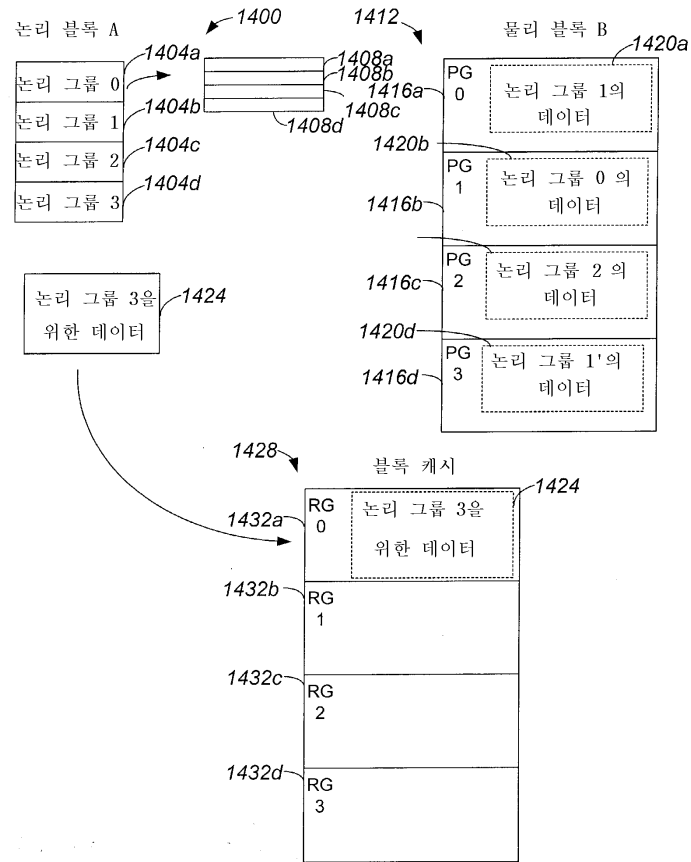 논리 블록 A
1400
1412
물리 블록 B
1404a
1408a
1408b
1408c
1408d
논리 그룹 0
1404b
논리 그룹 1
1404c
논리 그룹 2
1404d
논리 그룹 3
1420a
PG
0
1416a
논리 그룹 1의
데이터
1420b
PG
1
1416b
논리 그룹 0 의
데이터
PG
2
1416c
논리 그룹 2 의
데이터
1420d
PG
3
1416d
논리 그룹 1'의
데이터
논리 그룹 3을
위한 데이터
1424
1428
블록 캐시
1424
1432a
RG
0
논리 그룹 3을
위한 데이터
1432b
RG
1
1432c
RG
2
1432d
RG
3